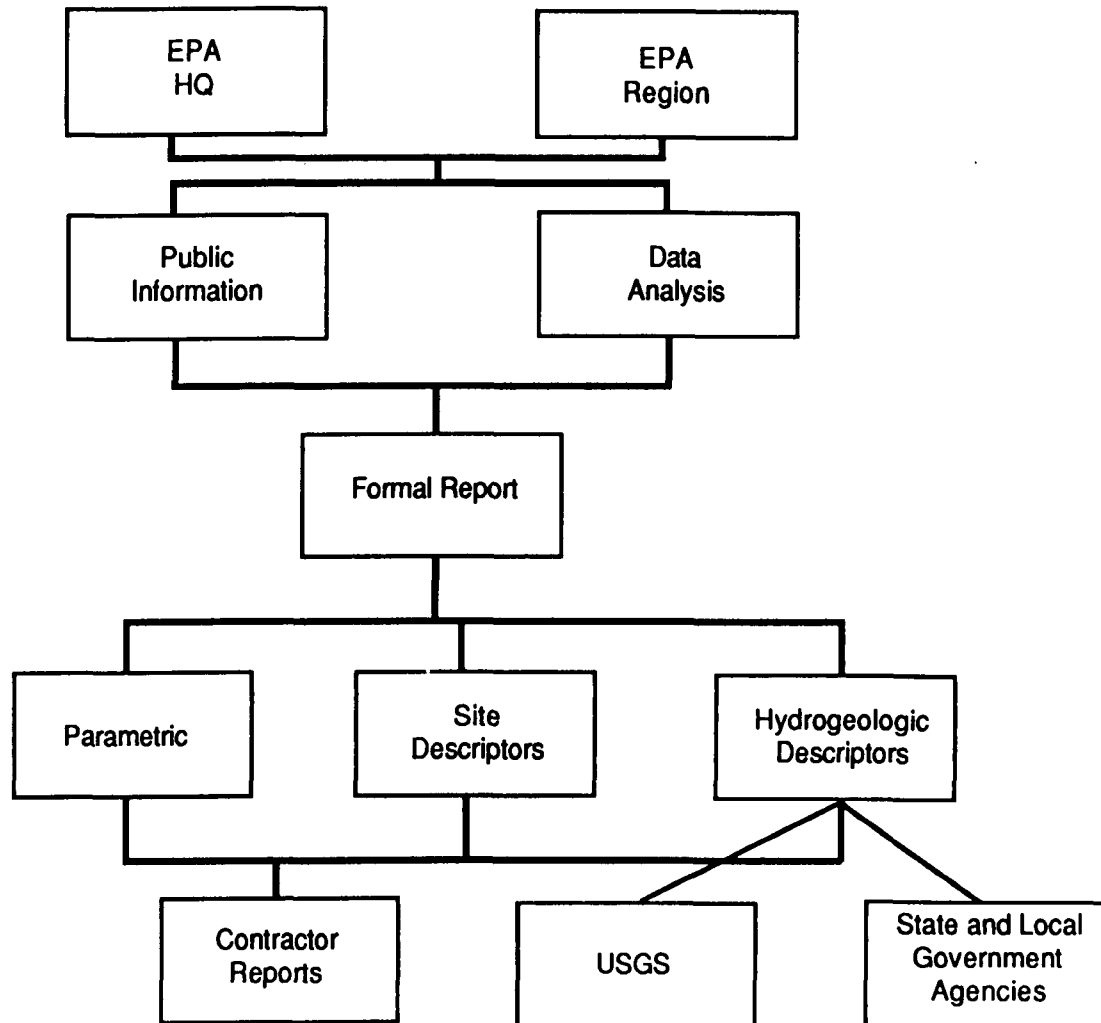 EPA
HQ
EPA
Region
Public
Information
Data
Analysis
Formal Report
Parametric
Site
Descriptors
Hydrogeologic
Descriptors
Contractor
Reports
USGS
State and Local
Government
Agencies